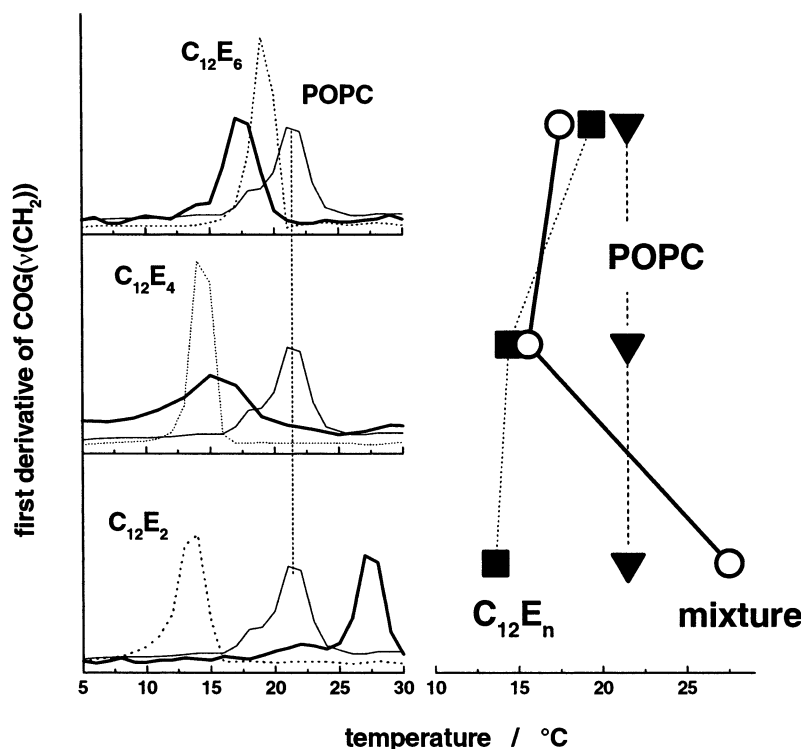 first derivative of COG(ν(CH₂))
C₁₂E₆
POPC
C₁₂E₄
C₁₂E₂
5 10 15 20 25 30
POPC
C₁₂Eₙ
mixture
10 15 20 25
temperature / °C